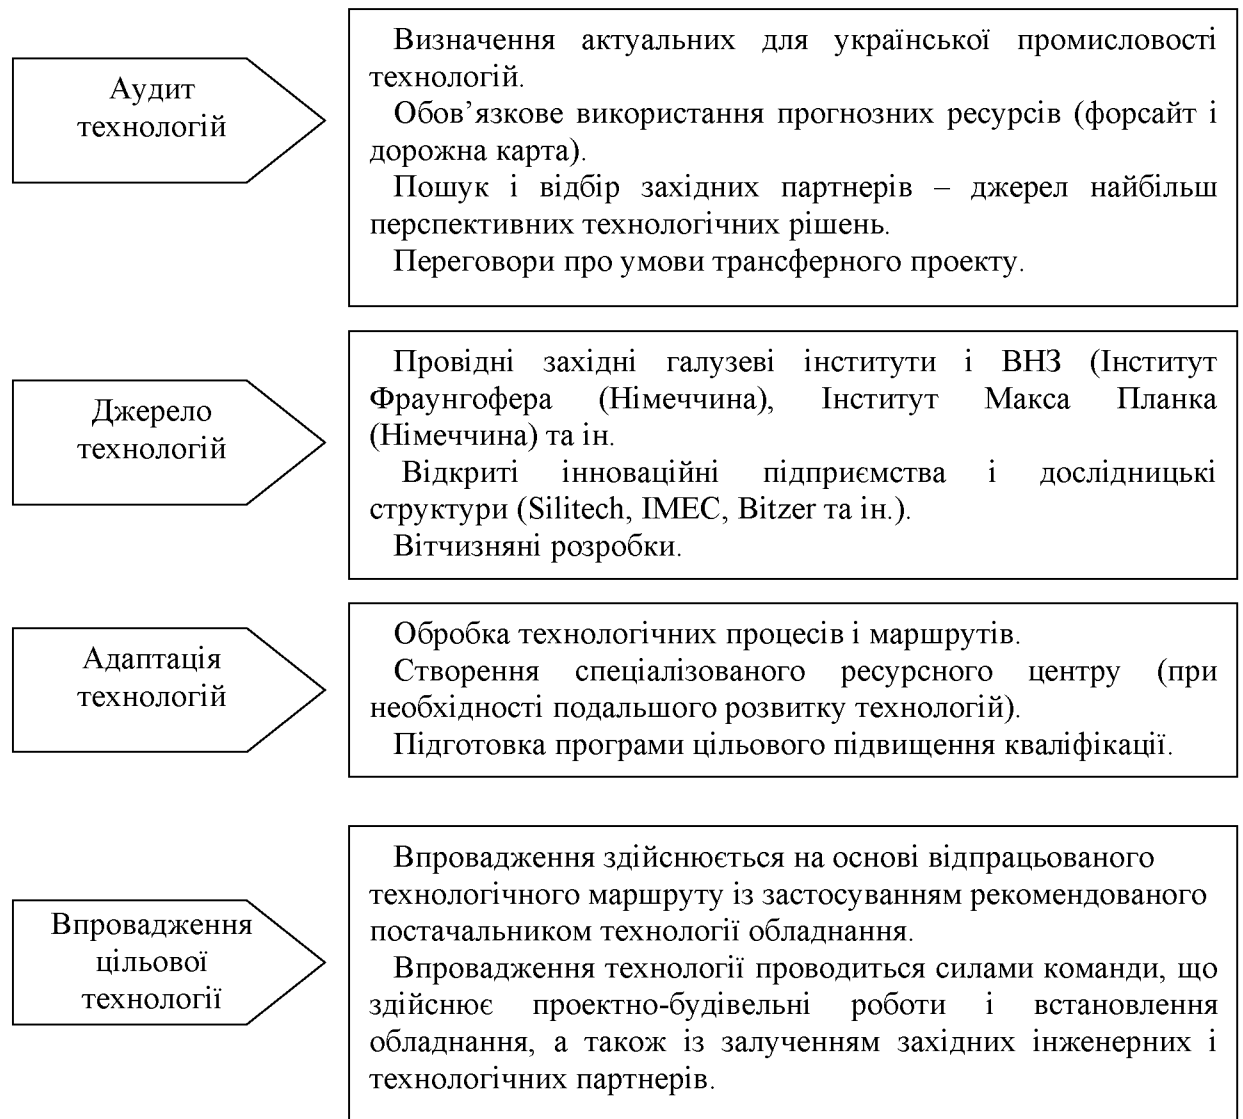 Аудит
технологій
Визначення актуальних для української промисловості
технологій.
Обов’язкове використання прогнозних ресурсів (форсайт і
дорожна карта).
Пошук і відбір західних партнерів – джерел найбільш
перспективних технологічних рішень.
Переговори про умови трансферного проекту.
Джерело
технологій
Провідні західні галузеві інститути і ВНЗ (Інститут
Фраунгофера (Німеччина), Інститут Макса Планка
(Німеччина) та ін.
Відкриті інноваційні підприємства і дослідницькі
структури (Silitech, IMEC, Bitzer та ін.).
Вітчизняні розробки.
Адаптація
технологій
Обробка технологічних процесів і маршрутів.
Створення спеціалізованого ресурсного центру (при
необхідності подальшого розвитку технологій).
Підготовка програми цільового підвищення кваліфікації.
Впровадження
цільової
технології
Впровадження здійснюється на основі відпрацьованого
технологічного маршруту із застосуванням рекомендованого
постачальником технології обладнання.
Впровадження технології проводиться силами команди, що
здійснює проектно-будівельні роботи і встановлення
обладнання, а також із залученням західних інженерних і
технологічних партнерів.